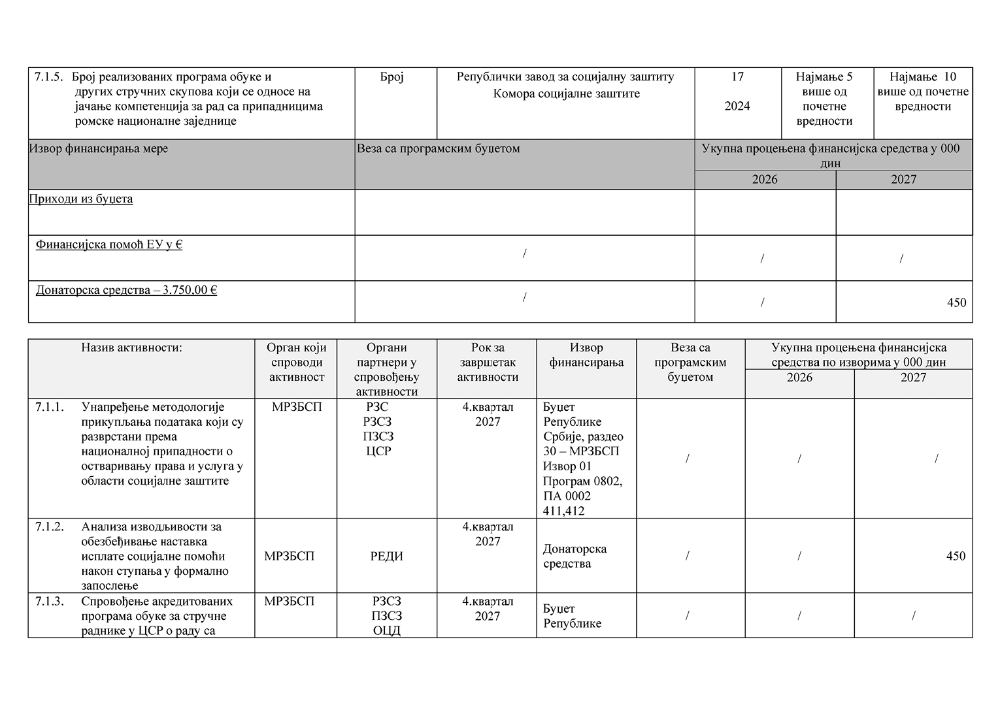 7.1.5. Број реализованих програма обуке и
других стручних скупова који се односе на
јачање компетенција за рад са припадницима
ромске националне заједнице
Број
Републички завод за социјалну заштиту
Комора социјалне заштите
17
2024
Најмање 5
више од
почетне
вредности
Најмање 10
више од почетне
вредности
Извор финансирања мере
Веза са програмским буџетом
Укупна процењена финансијска средства у 000
дин
2026
2027
Приходи из буџета
Финансијска помоћ ЕУ у €
/
/
/
Донаторска средства – 3.750,00 €
/
/
450
Назив активности:
Орган који
спроводи
активност
Органи
партнери у
спровођењу
активности
Рок за
завршетак
активности
Извор
финансирања
Веза са
програмским
буџетом
Укупна процењена финансијска
средства по изворима у 000 дин
2026
2027
7.1.1. Унапређење методологије
прикупљања података који су
разврстани према
националној припадности о
остваривању права и услуга у
области социјалне заштите
МРЗБСП
РЗС
РЗСЗ
ПЗСЗ
ЦСР
4.квартал
2027
Буџет
Републике
Србије, раздео
30 – МРЗБСП
Извор 01
Програм 0802,
ПА 0002
411,412
/
/
/
7.1.2. Анализа изводљивости за
обезбеђивање наставка
исплате социјалне помоћи
након ступања у формално
запослење
МРЗБСП
РЕДИ
4.квартал
2027
Донаторска
средства
/
/
450
7.1.3. Спровођење акредитованих
програма обуке за стручне
раднике у ЦСР о раду са
МРЗБСП
РЗСЗ
ПЗСЗ
ОЦД
4.квартал
2027
Буџет
Републике
/
/
/